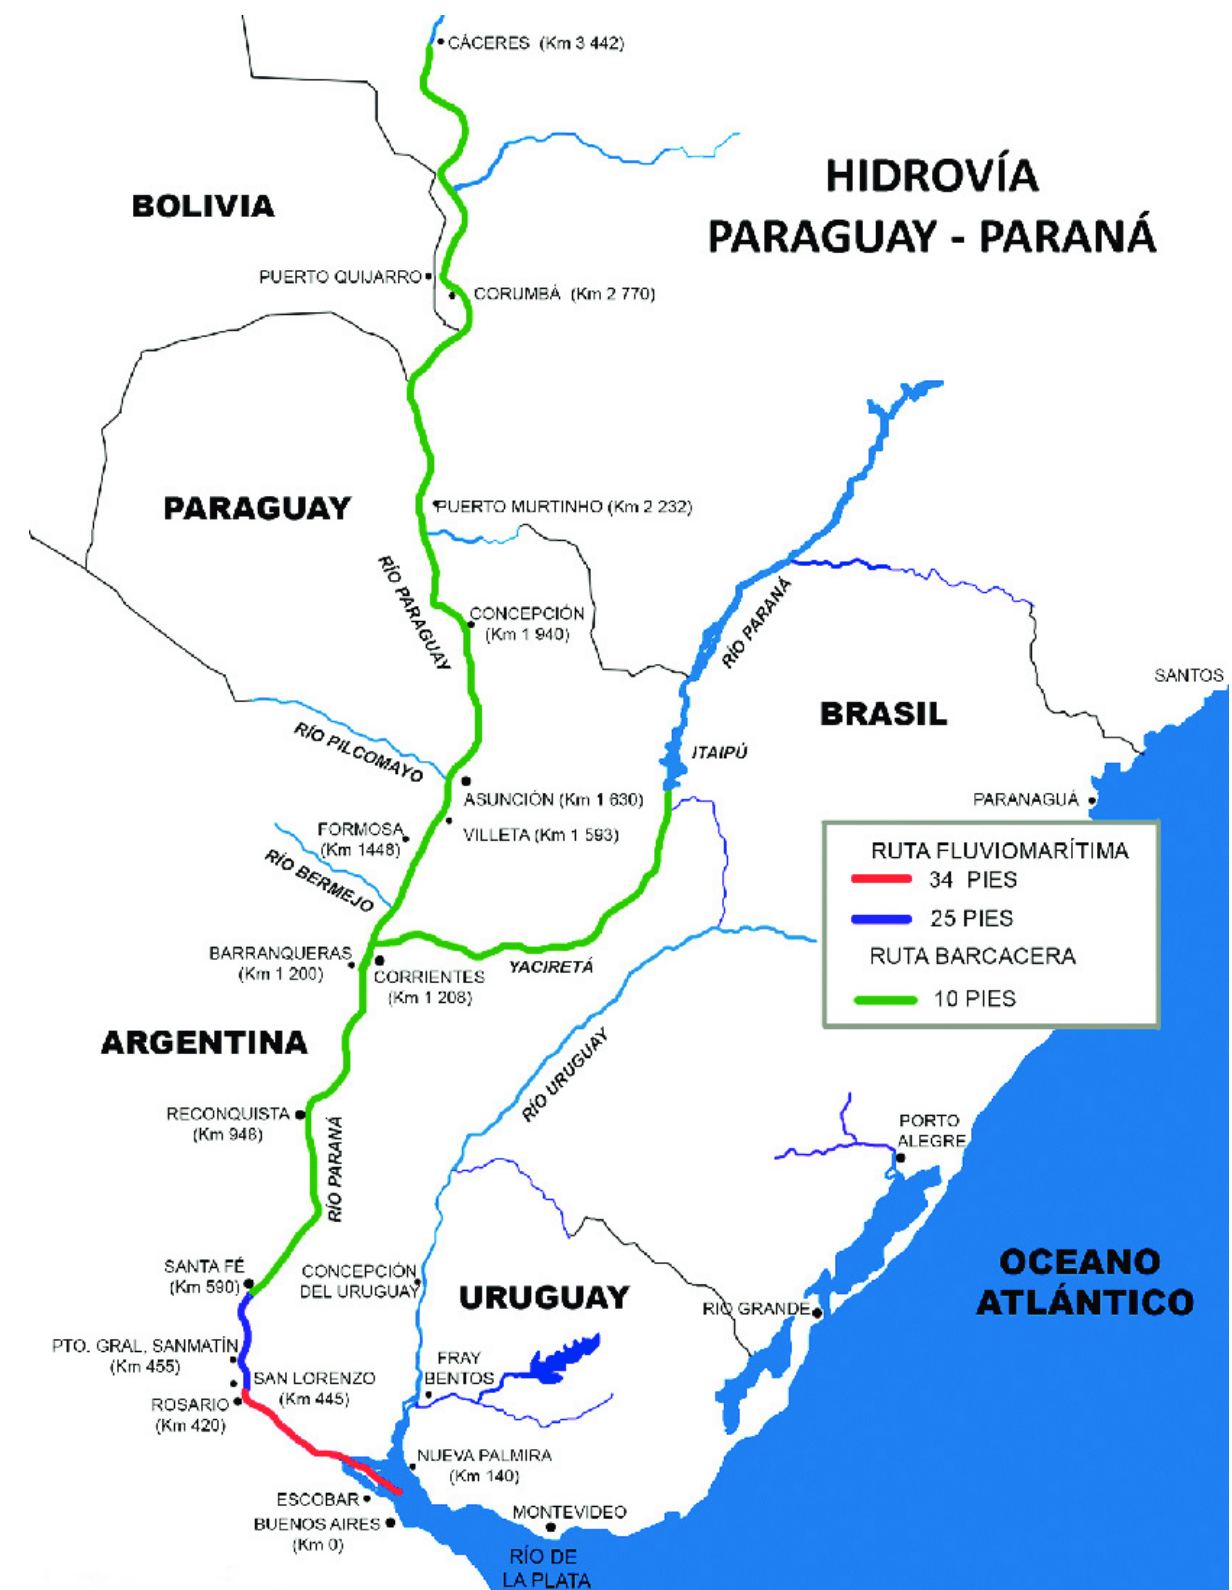 CÁCERES (Km 3 442)
HIDROVÍA
PARAGUAY - PARANÁ
BOLIVIA
PUERTO QUIJARRO
CORUMBÁ (Km 2 770)
PARAGUAY
PUERTO MURTINHO (Km 2 232)
RÍO PARAGUAY
CONCEPCIÓN
(Km 1 940)
RÍO PARANÁ
SANTOS
BRASIL
RÍO PILCOMAYO
ITAIPÚ
ASUNCIÓN (Km 1 630)
PARANAGUÁ
FORMOSA
(Km 1448)
VILLETA (Km 1 593)
RÍO BERMEJO
RUTA FLUVIOMARÍTIMA
34 PIES
25 PIES
RUTA BARCACERA
10 PIES
BARRANQUERAS
(Km 1 200)
CORRIENTES
(Km 1 208)
YACIRETÁ
ARGENTINA
RÍO URUGUAY
RECONQUISTA
(Km 948)
RÍO PARANÁ
PORTO
ALEGRE
SANTA FÉ
(Km 590)
CONCEPCIÓN
DEL URUGUAY
URUGUAY
RIO GRANDE
OCEANO
ATLÁNTICO
PTO. GRAL, SANMATÍN
(Km 455)
SAN LORENZO
(Km 445)
ROSARIO
(Km 420)
FRAY
BENTOS
NUEVA PALMIRA
(Km 140)
ESCOBAR
BUENOS AIRES
(Km 0)
MONTEVIDEO
RÍO DE
LA PLATA